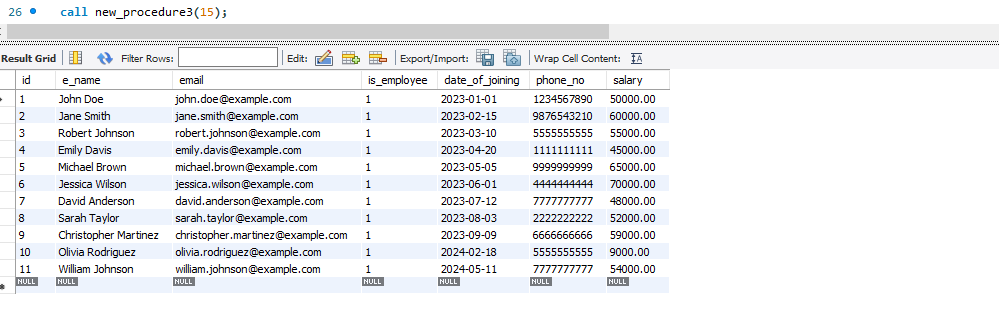 26 call new_procedure3(15);
Result Grid Filter Rows: Edit: Export/Import: Wrap Cell Content: IA
id e_name email is_employee date_of_joining phone_no salary
1 John Doe john.doe@example.com 1 2023-01-01 1234567890 50000.00
2 Jane Smith jane.smith@example.com 1 2023-02-15 9876543210 60000.00
3 Robert Johnson robert.johnson@example.com 1 2023-03-10 5555555555 55000.00
4 Emily Davis emily.davis@example.com 1 2023-04-20 1111111111 45000.00
5 Michael Brown michael.brown@example.com 1 2023-05-05 9999999999 65000.00
6 Jessica Wilson jessica.wilson@example.com 1 2023-06-01 4444444444 70000.00
7 David Anderson david.anderson@example.com 1 2023-07-12 7777777777 48000.00
8 Sarah Taylor sarah.taylor@example.com 1 2023-08-03 2222222222 52000.00
9 Christopher Martinez christopher.martinez@example.com 1 2023-09-09 6666666666 59000.00
10 Olivia Rodriguez olivia.rodriguez@example.com 1 2024-02-18 5555555555 9000.00
11 William Johnson william.johnson@example.com 1 2024-05-11 7777777777 54000.00
NULL NULL NULL NULL NULL NULL NULL